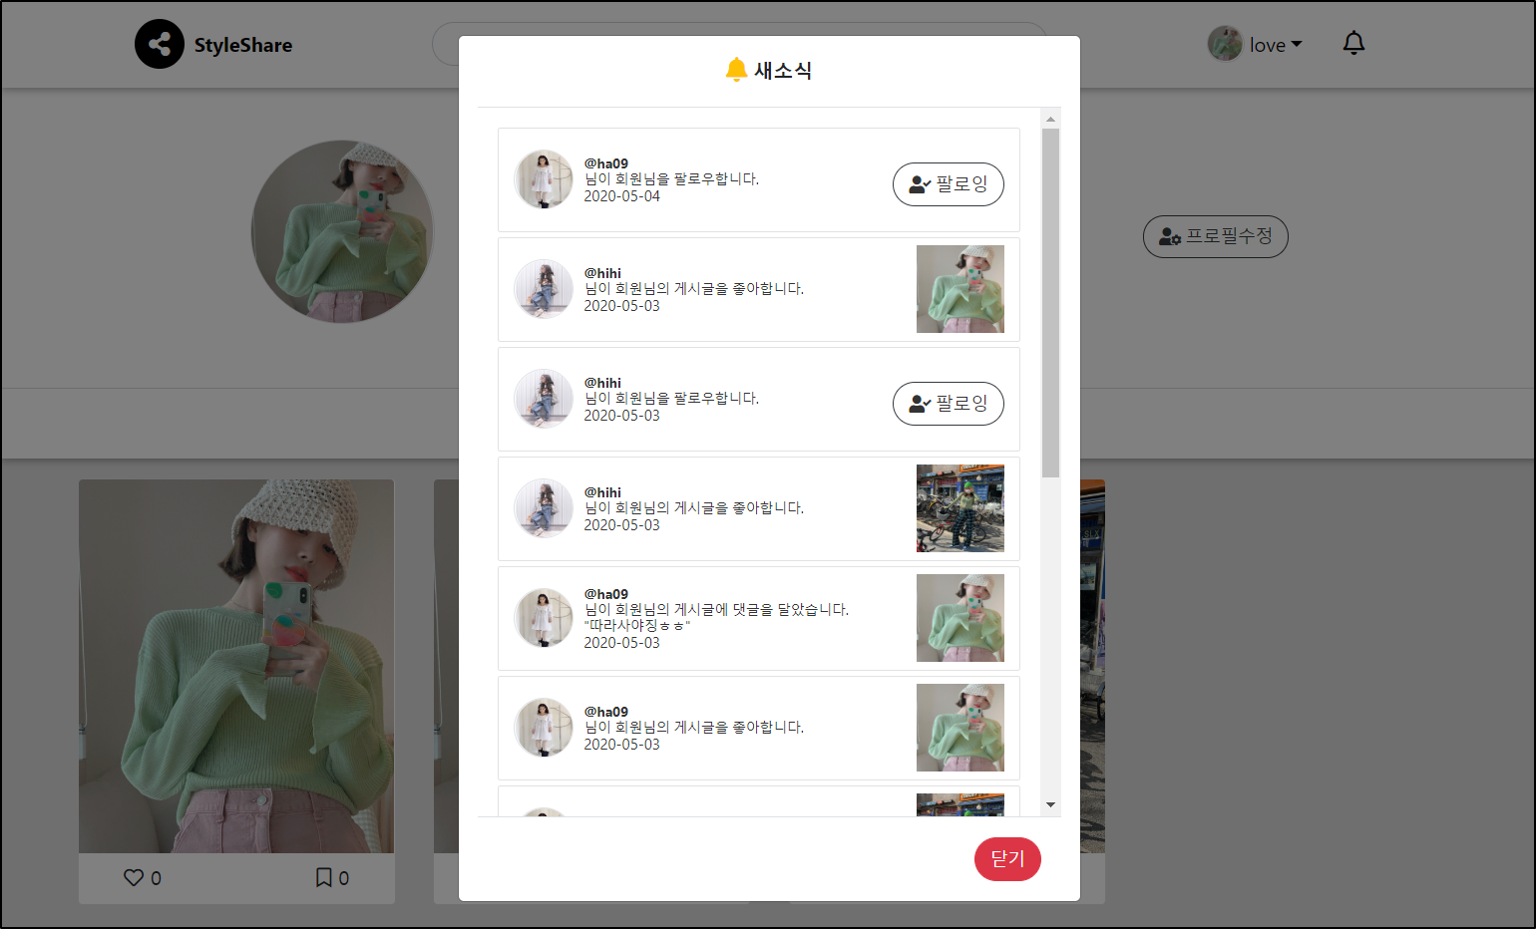 StyleShare
love
새소식
@ha09
님이 회원님을 팔로우합니다.
2020-05-04
팔로잉
@hihi
님이 회원님의 게시글을 좋아합니다.
2020-05-03
@hihi
님이 회원님을 팔로우합니다.
2020-05-03
팔로잉
@hihi
님이 회원님의 게시글을 좋아합니다.
2020-05-03
@ha09
님이 회원님의 게시글에 댓글을 달았습니다.
"따라사야징ㅎㅎ"
2020-05-03
@ha09
님이 회원님의 게시글을 좋아합니다.
2020-05-03
닫기
프로필수정
0
0